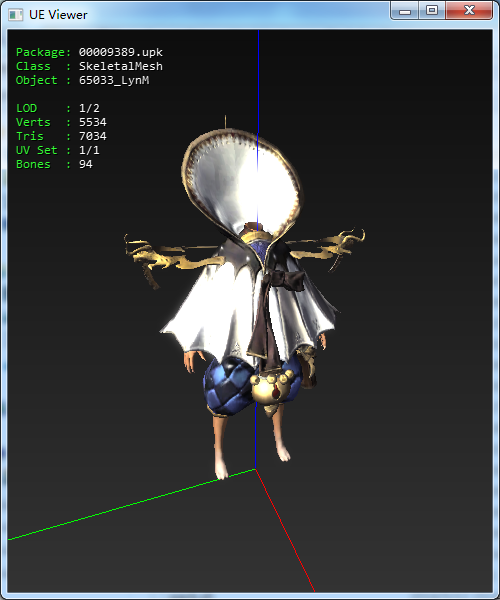 UE Viewer
Package: 00009389.upk
Class : SkeletalMesh
Object : 65033_LynM
LOD : 1/2
Verts : 5534
Tris : 7034
UV Set : 1/1
Bones : 94